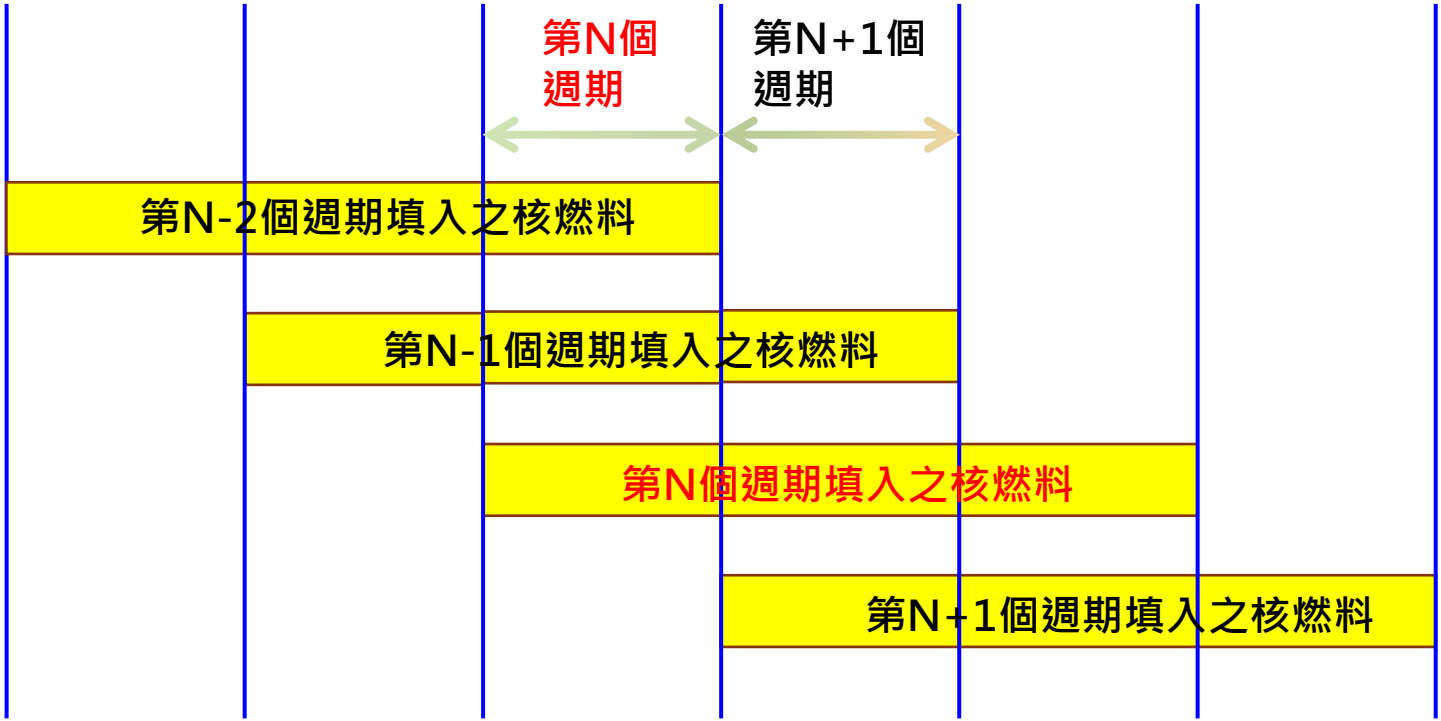 第N個
週期
第N+1個
週期
第N-2個週期填入之核燃料
第N-1個週期填入之核燃料
第N個週期填入之核燃料
第N+1個週期填入之核燃料